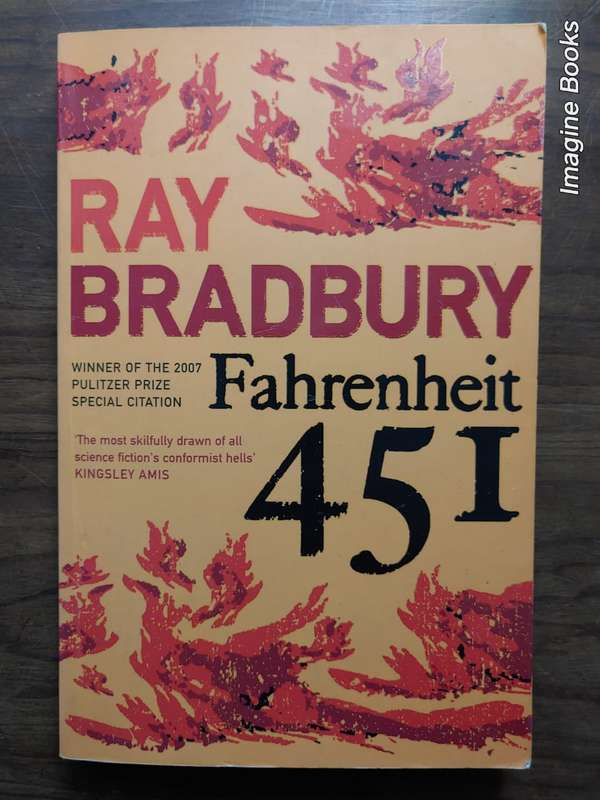 Imagine Books
RAY
BRADBURY
WINNER OF THE 2007
PULITZER PRIZE
SPECIAL CITATION
Fahrenheit
451
'The most skilfully drawn of all
science fiction's conformist hells'
KINGSLEY AMIS